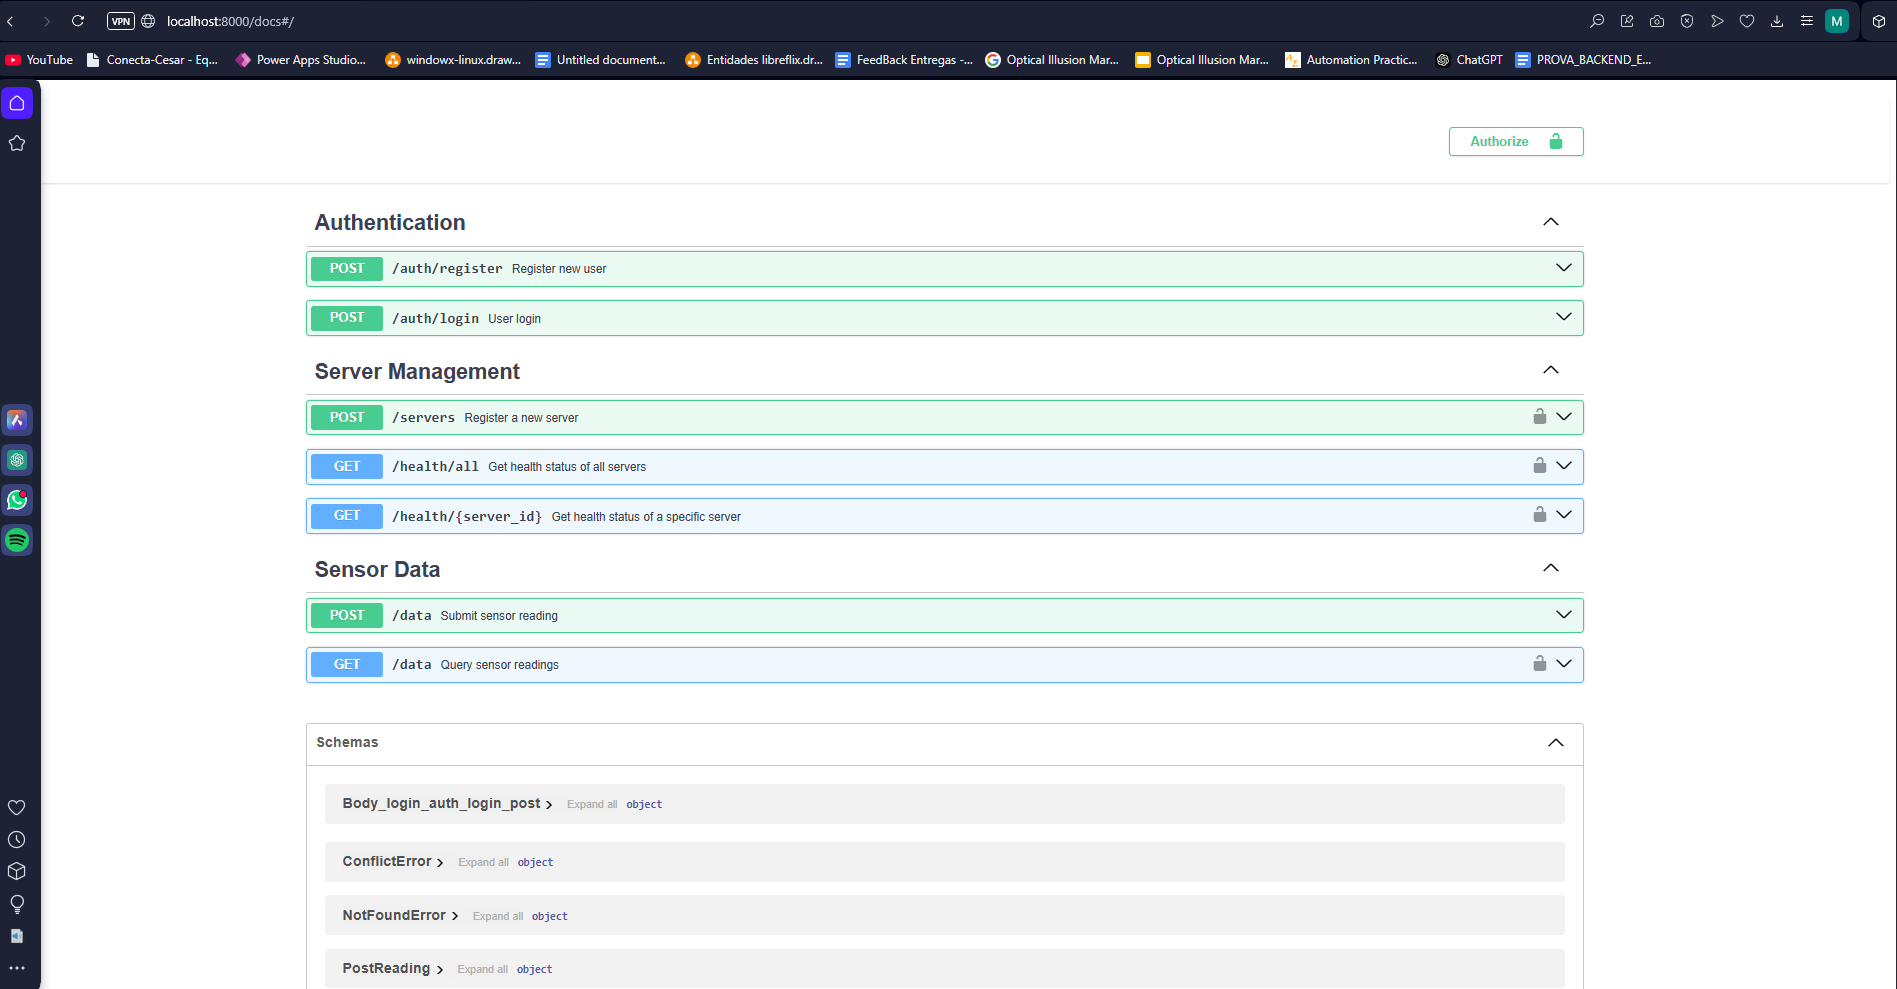 VPN localhost:8000/docs#/ M
YouTube Conecta-Cesar - Eq... Power Apps Studio... windowx-linux.draw... Untitled document... Entidades libreflix.dr... FeedBack Entregas -... Optical Illusion Mar... Optical Illusion Mar... Automation Practic... ChatGPT PROVA_BACKEND_E...
Authorize
Authentication
POST /auth/register Register new user
POST /auth/login User login
Server Management
POST /servers Register a new server
GET /health/all Get health status of all servers
GET /health/{server_id} Get health status of a specific server
Sensor Data
POST /data Submit sensor reading
GET /data Query sensor readings
Schemas
Body_login_auth_login_post Expand all object
ConflictError Expand all object
NotFoundError Expand all object
PostReading Expand all object